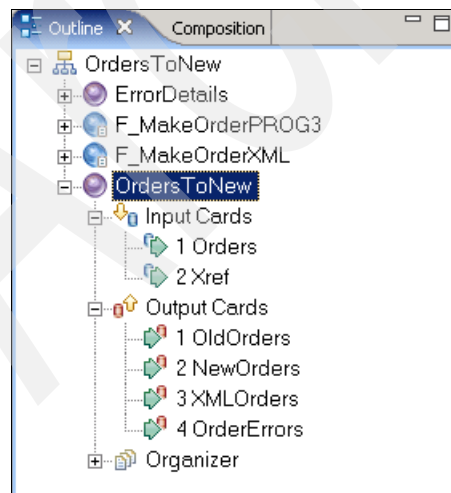 Outline Composition
OrdersToNew
ErrorDetails
F_MakeOrderPROG3
F_MakeOrderXML
OrdersToNew
Input Cards
1 Orders
2 Xref
Output Cards
1 OldOrders
2 NewOrders
3 XMLOrders
4 OrderErrors
Organizer